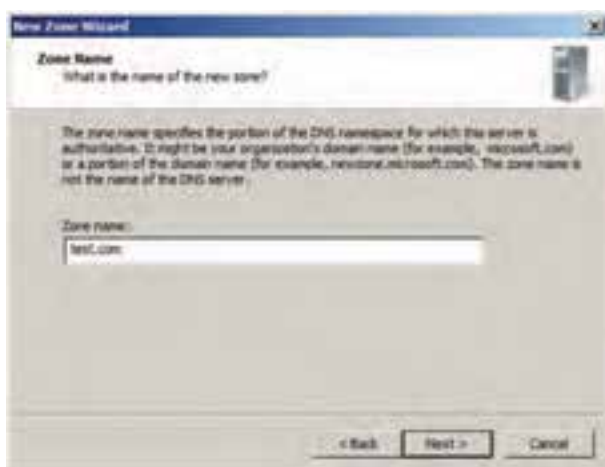 New Zone Wizard
Zone Name
What is the name of the new zone?
The zone name specifies the portion of the DNS namespace for which this server is
authoritative. It might be your organization's domain name (for example, microsoft.com)
or a portion of the domain name (for example, newzone.microsoft.com). The zone name is
not the name of the DNS server.
Zone name:
test.com
< Back
Next >
Cancel